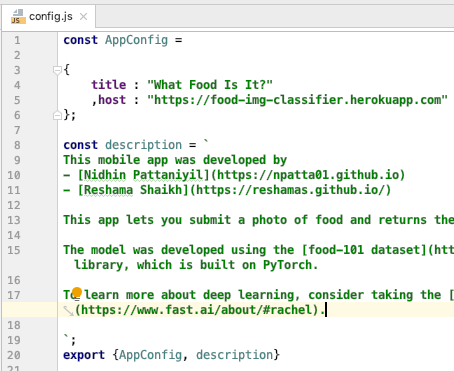 config.js
1 const AppConfig =
2
3 {
4 title : "What Food Is It?"
5 ,host : "https://food-img-classifier.herokuapp.com"
6 };
7
8 const description = `
9 This mobile app was developed by
10 - [Nidhin Pattaniyil](https://npatta01.github.io)
11 - [Reshama Shaikh](https://reshamas.github.io/)
12
13 This app lets you submit a photo of food and returns the
14
15 The model was developed using the [food-101 dataset](htt
library, which is built on PyTorch.
16
17 To learn more about deep learning, consider taking the [
(https://www.fast.ai/about/#rachel).
18
19 `;
20 export {AppConfig, description}
21